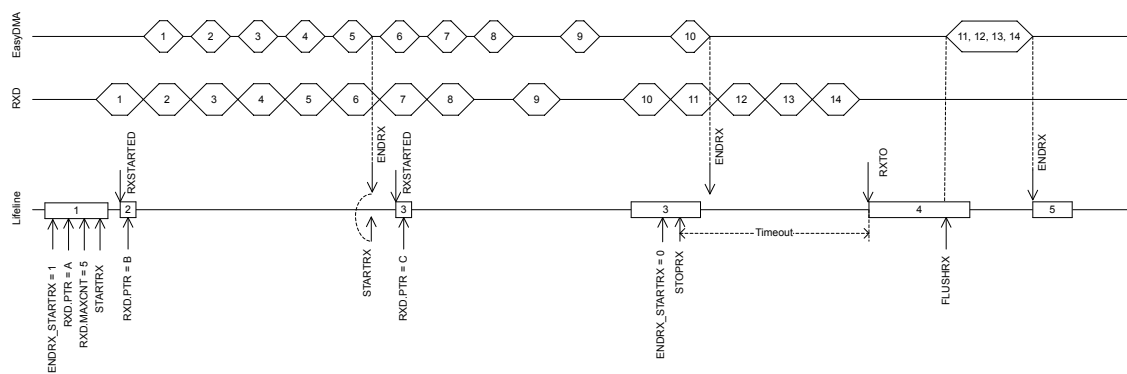 EasyDMA
1 2 3 4 5 6 7 8 9 10 11, 12, 13, 14
RXD
1 2 3 4 5 6 7 8 9 10 11 12 13 14
RXSTARTED
ENDRX
RXSTARTED
ENDRX
RXTO
ENDRX
Lifeline
1 2 3 3 4 5
Timeout
ENDRX_STARTRX = 1
RXD.PTR = A
RXD.MAXCNT = 5
STARTRX
RXD.PTR = B
STARTRX
RXD.PTR = C
ENDRX_STARTRX = 0
STOPRX
FLUSHRX